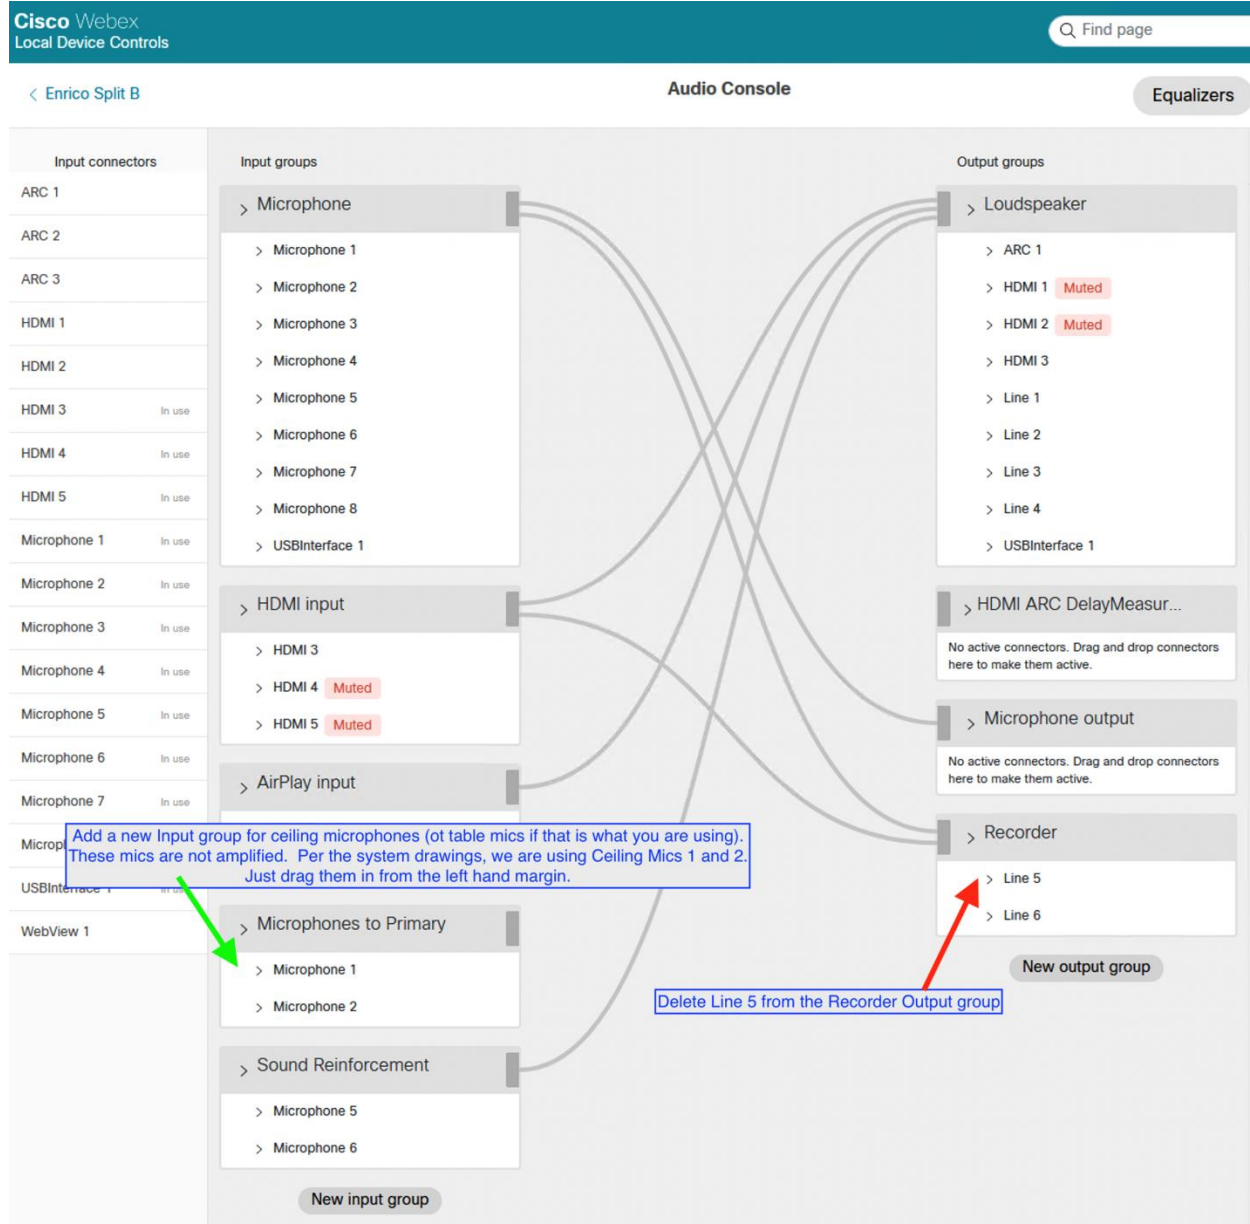 Cisco Webex
Local Device Controls
Find page
Enrico Split B
Audio Console
Equalizers
Input connectors
ARC 1
ARC 2
ARC 3
HDMI 1
HDMI 2
HDMI 3 In use
HDMI 4 In use
HDMI 5 In use
Microphone 1 In use
Microphone 2 In use
Microphone 3 In use
Microphone 4 In use
Microphone 5 In use
Microphone 6 In use
Microphone 7 In use
WebView 1
Input groups
Microphone
Microphone 1
Microphone 2
Microphone 3
Microphone 4
Microphone 5
Microphone 6
Microphone 7
Microphone 8
USBInterface 1
HDMI input
HDMI 3
HDMI 4 Muted
HDMI 5 Muted
AirPlay input
Add a new Input group for ceiling microphones (ot table mics if that is what you are using).
These mics are not amplified. Per the system drawings, we are using Ceiling Mics 1 and 2.
Just drag them in from the left hand margin.
Microphones to Primary
Microphone 1
Microphone 2
Sound Reinforcement
Microphone 5
Microphone 6
New input group
Output groups
Loudspeaker
ARC 1
HDMI 1 Muted
HDMI 2 Muted
HDMI 3
Line 1
Line 2
Line 3
Line 4
USBInterface 1
HDMI ARC DelayMeasur...
No active connectors. Drag and drop connectors
here to make them active.
Microphone output
No active connectors. Drag and drop connectors
here to make them active.
Recorder
Line 5
Line 6
New output group
Delete Line 5 from the Recorder Output group